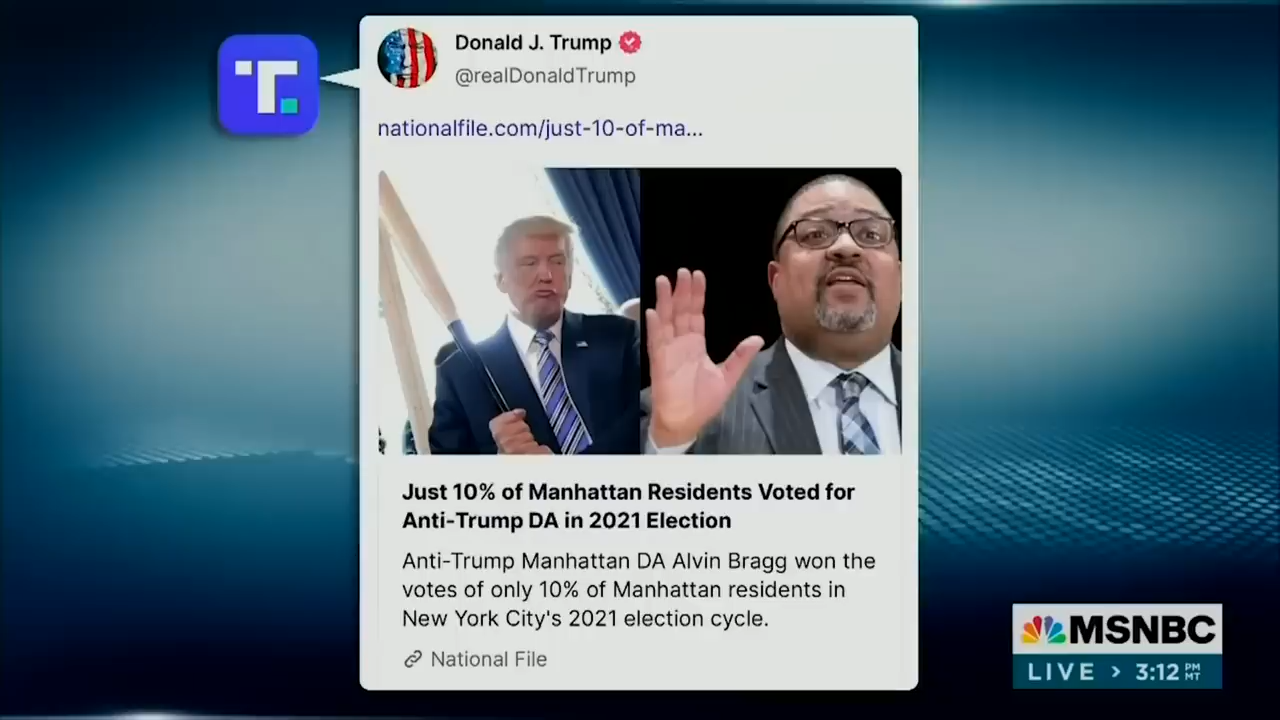 T.
Donald J. Trump
@realDonaldTrump
nationalfile.com/just-10-of-ma...
Just 10% of Manhattan Residents Voted for
Anti-Trump DA in 2021 Election
Anti-Trump Manhattan DA Alvin Bragg won the
votes of only 10% of Manhattan residents in
New York City's 2021 election cycle.
National File
MSNBC
LIVE > 3:12 PM MT